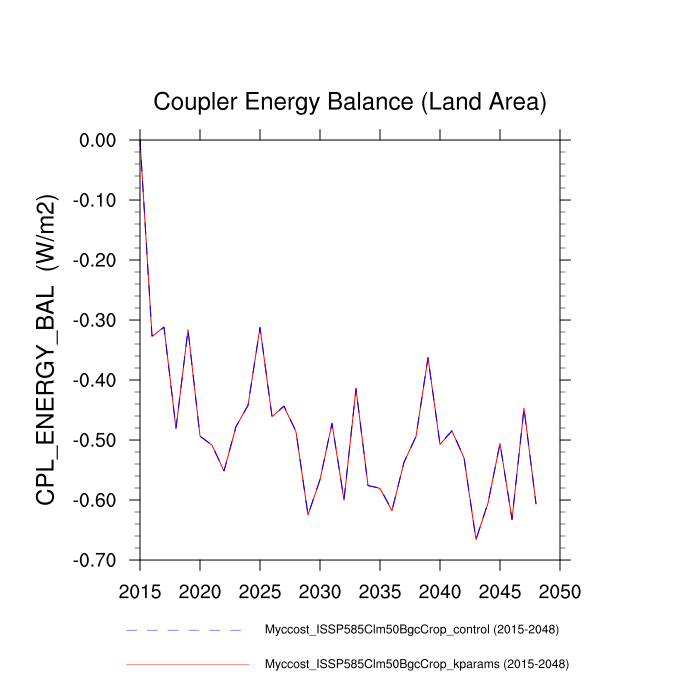 Coupler Energy Balance (Land Area)
CPL_ENERGY_BAL (W/m2)
0.00
-0.10
-0.20
-0.30
-0.40
-0.50
-0.60
-0.70
2015 2020 2025 2030 2035 2040 2045 2050
Myccost_ISSP585Clm50BgcCrop_control (2015-2048)
Myccost_ISSP585Clm50BgcCrop_kparams (2015-2048)